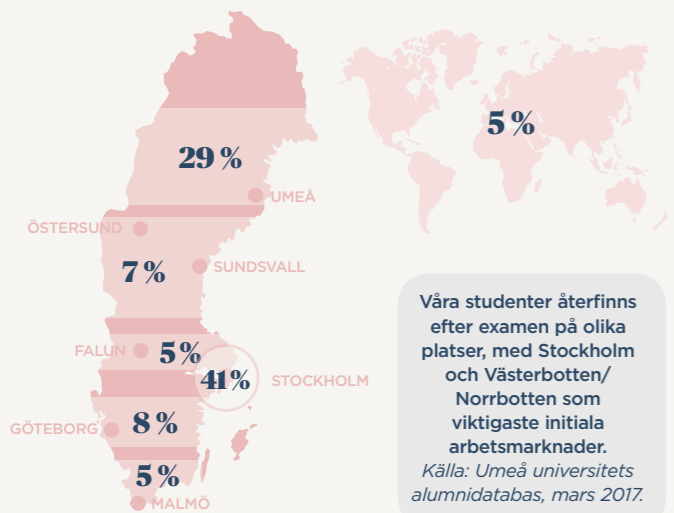 29 %
UMEÅ
ÖSTERSUND
7 %
SUNDSVALL
FALUN
5 %
41 %
STOCKHOLM
GÖTEBORG
8 %
5 %
MALMÖ
5 %
Våra studenter återfinns
efter examen på olika
platser, med Stockholm
och Västerbotten/
Norrbotten som
viktigaste initiala
arbetsmarknader.
Källa: Umeå universitets
alumnidatabas, mars 2017.